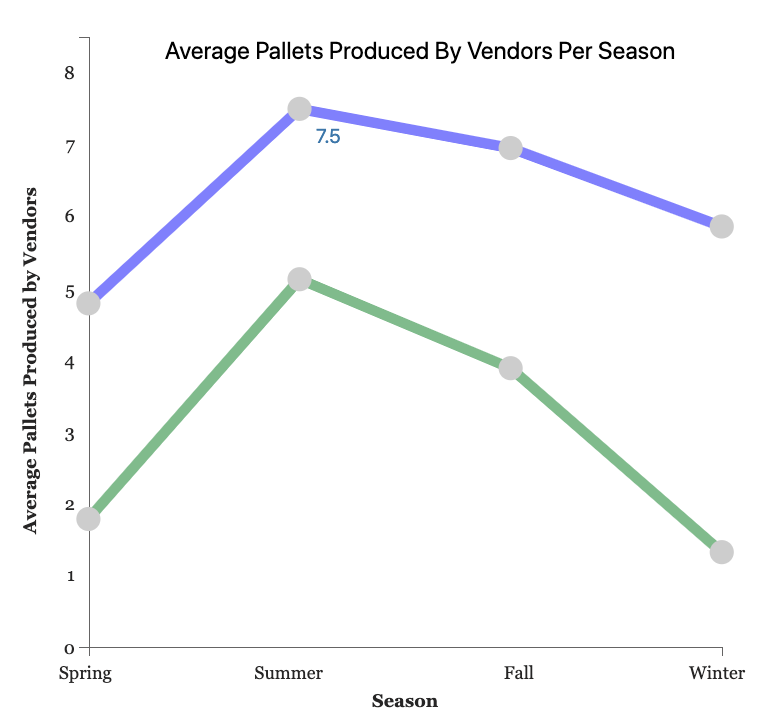 Average Pallets Produced By Vendors Per Season
8
7.5
7
6
5
4
3
2
1
0
Average Pallets Produced by Vendors
Spring Summer Fall Winter
Season